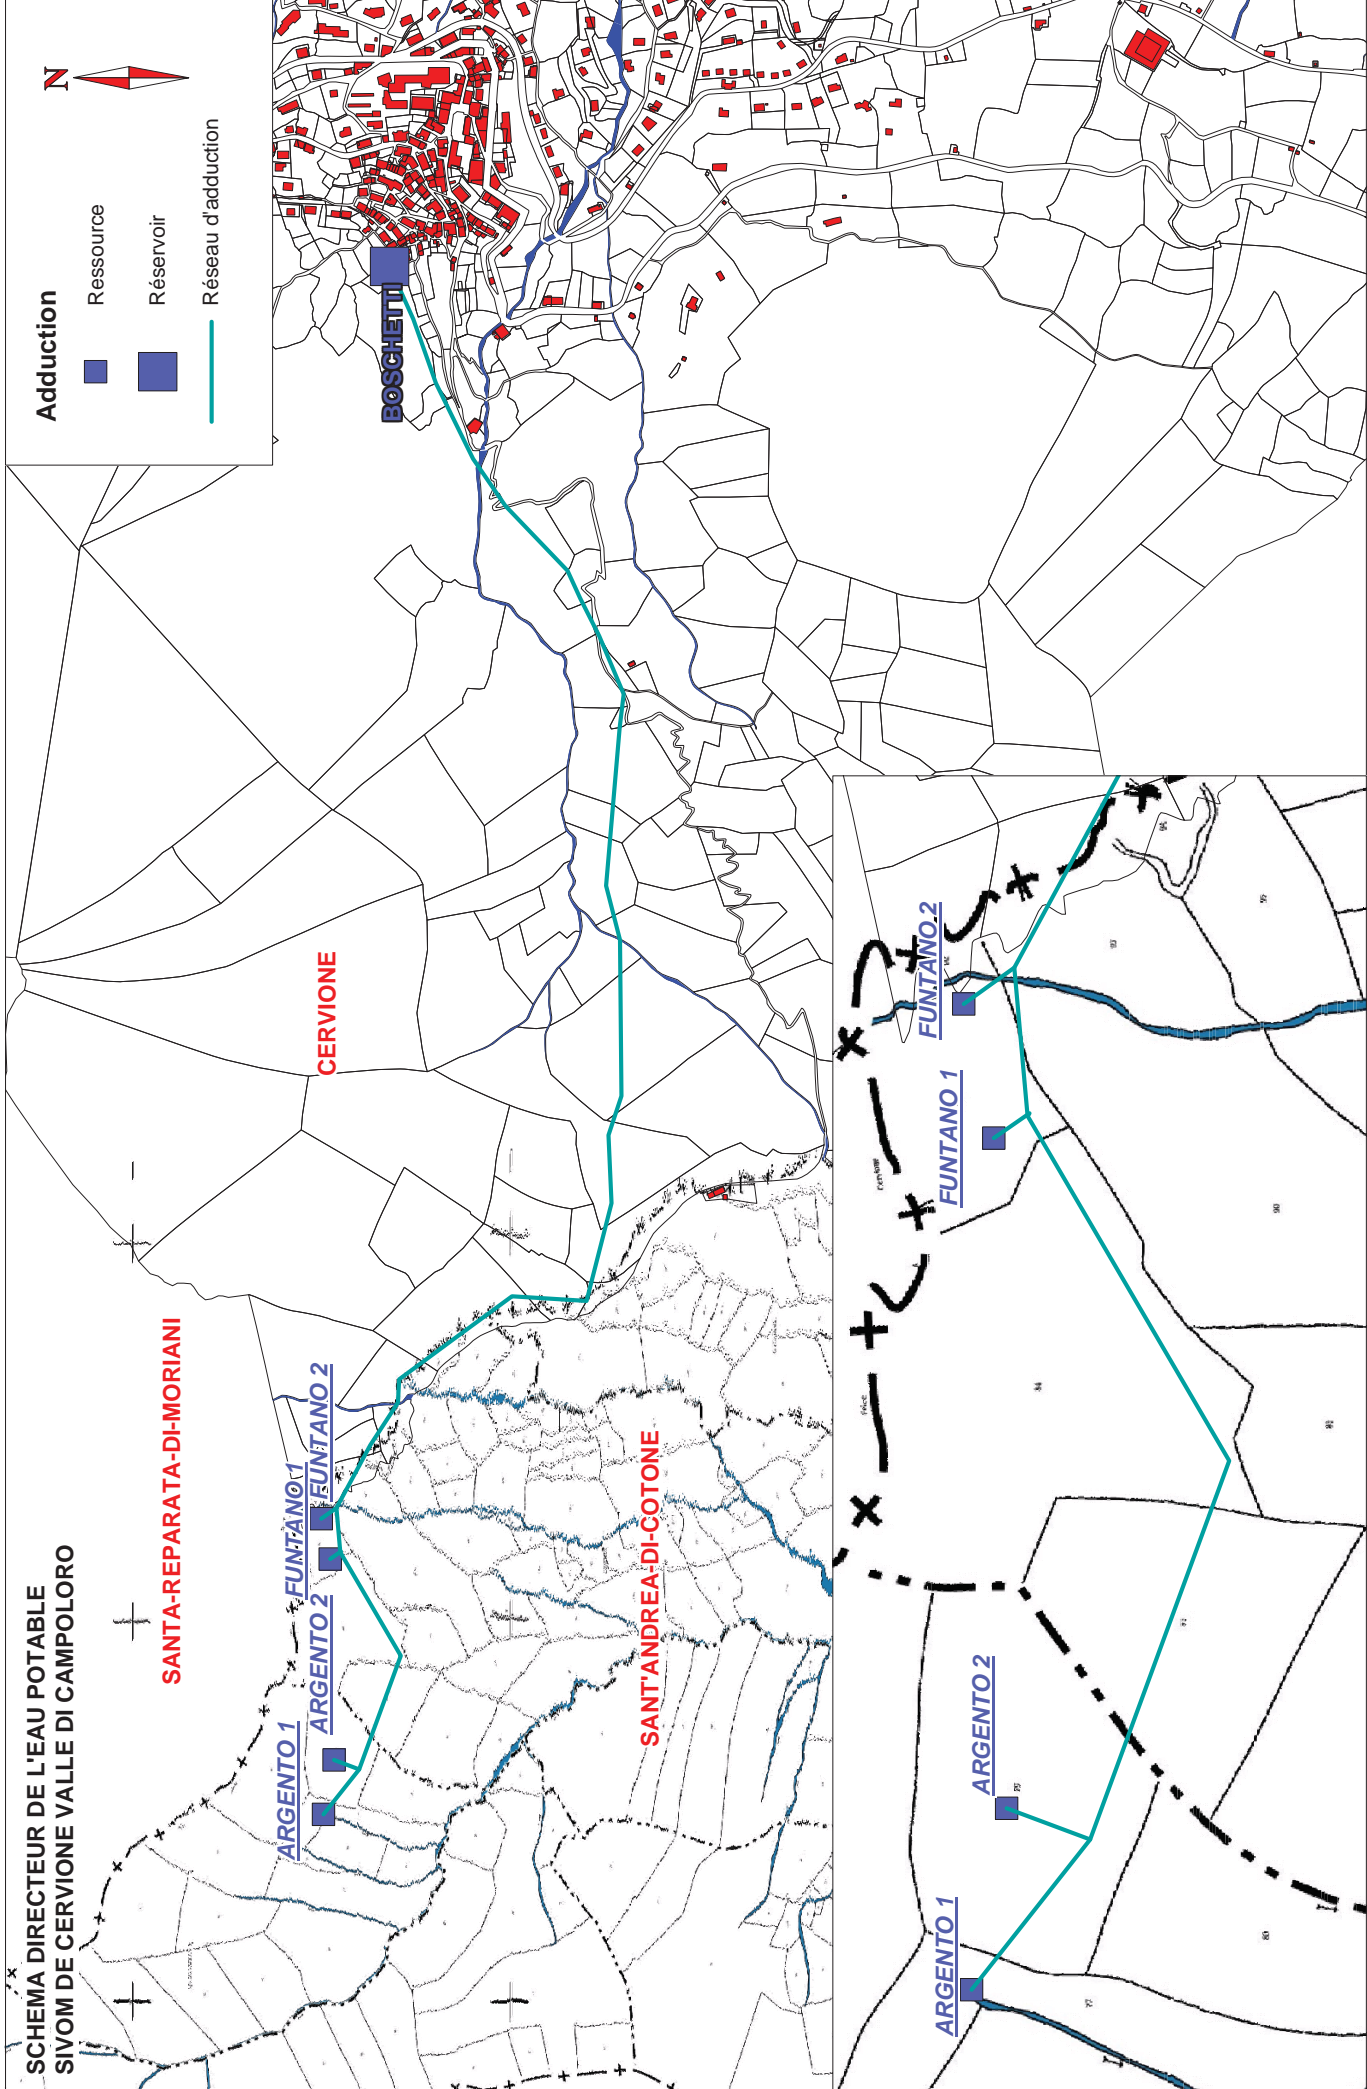 SCHEMA DIRECTEUR DE L'EAU POTABLE
SIVOM DE CERVIONE VALLE DI CAMPOLORO
Adduction
Ressource
Réservoir
Réseau d'adduction
N
SANTA-REPARATA-DI-MORIANI
CERVIONE
BOSCHETTI
ARGENTO 1
ARGENTO 2
FUNTANO 1
FUNTANO 2
SANT'ANDREA-DI-COTONE
ARGENTO 1
ARGENTO 2
FUNTANO 1
FUNTANO 2